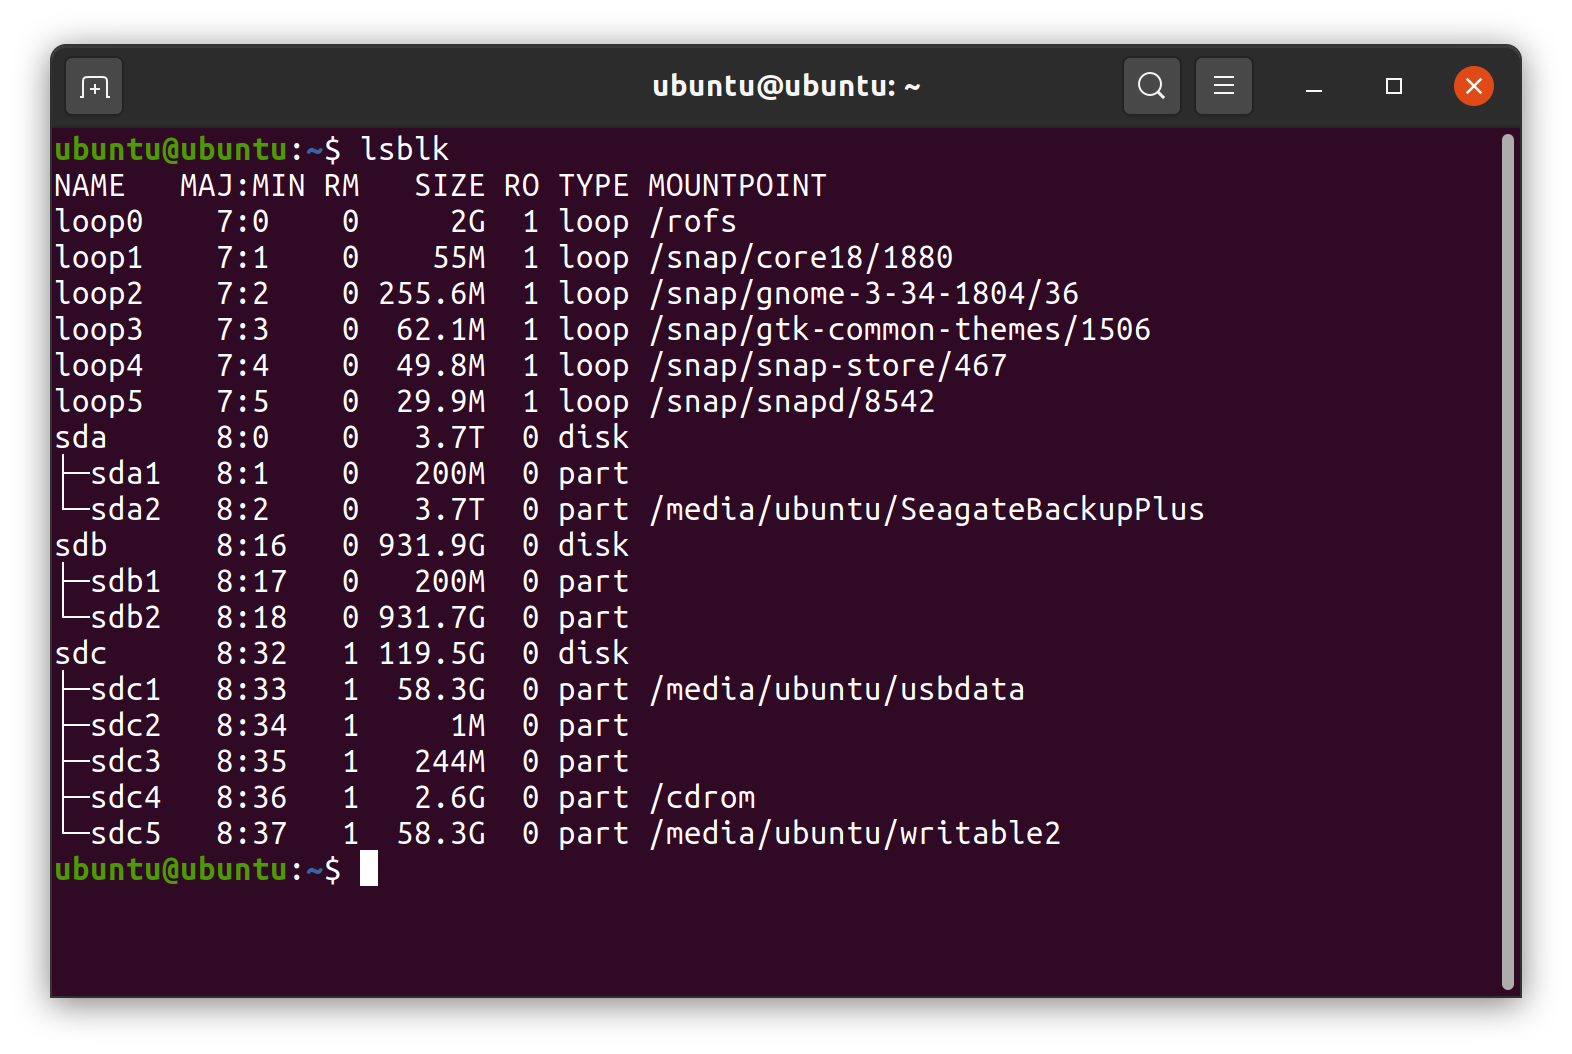 ubuntu@ubuntu: ~
ubuntu@ubuntu:~$ lsblk
NAME   MAJ:MIN RM   SIZE RO TYPE MOUNTPOINT
loop0    7:0    0     2G  1 loop /rofs
loop1    7:1    0    55M  1 loop /snap/core18/1880
loop2    7:2    0 255.6M  1 loop /snap/gnome-3-34-1804/36
loop3    7:3    0  62.1M  1 loop /snap/gtk-common-themes/1506
loop4    7:4    0  49.8M  1 loop /snap/snap-store/467
loop5    7:5    0  29.9M  1 loop /snap/snapd/8542
sda      8:0    0   3.7T  0 disk
├─sda1   8:1    0   200M  0 part
└─sda2   8:2    0   3.7T  0 part /media/ubuntu/SeagateBackupPlus
sdb      8:16   0 931.9G  0 disk
├─sdb1   8:17   0   200M  0 part
└─sdb2   8:18   0 931.7G  0 part
sdc      8:32   1 119.5G  0 disk
├─sdc1   8:33   1  58.3G  0 part /media/ubuntu/usbdata
├─sdc2   8:34   1     1M  0 part
├─sdc3   8:35   1   244M  0 part
├─sdc4   8:36   1   2.6G  0 part /cdrom
└─sdc5   8:37   1  58.3G  0 part /media/ubuntu/writable2
ubuntu@ubuntu:~$